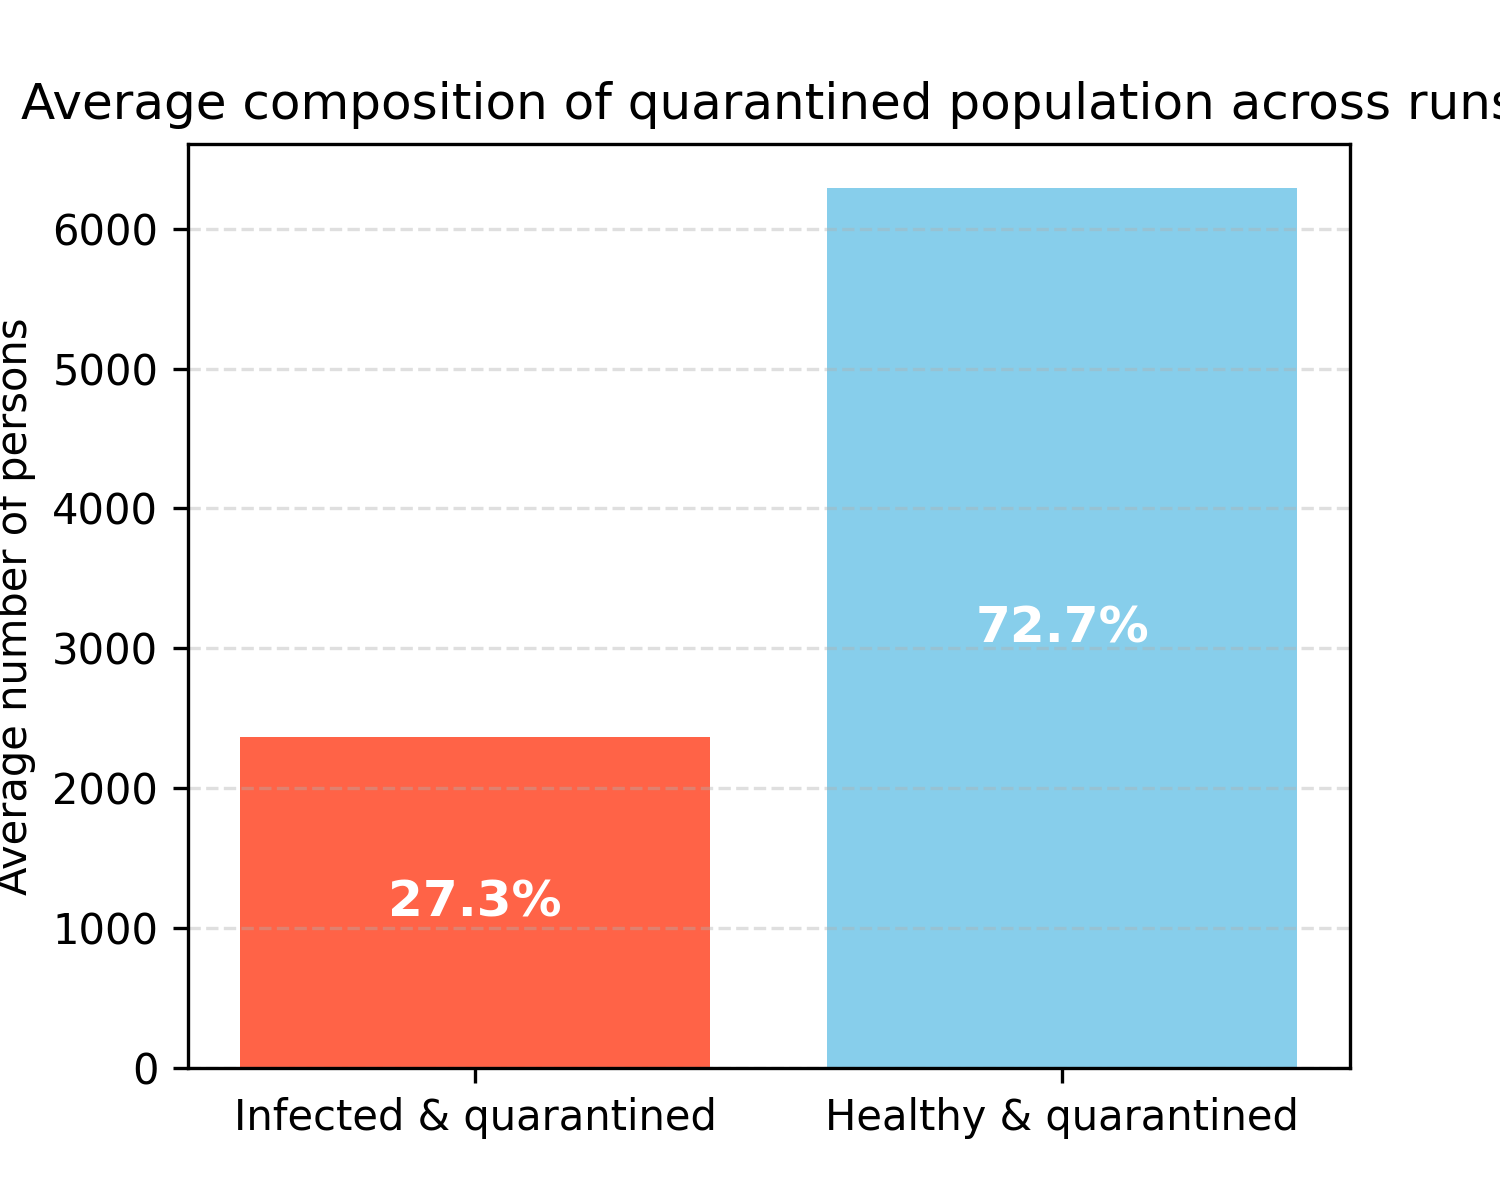 Average composition of quarantined population across runs
Average number of persons
6000
5000
4000
3000
2000
1000
0
72.7%
27.3%
Infected & quarantined
Healthy & quarantined